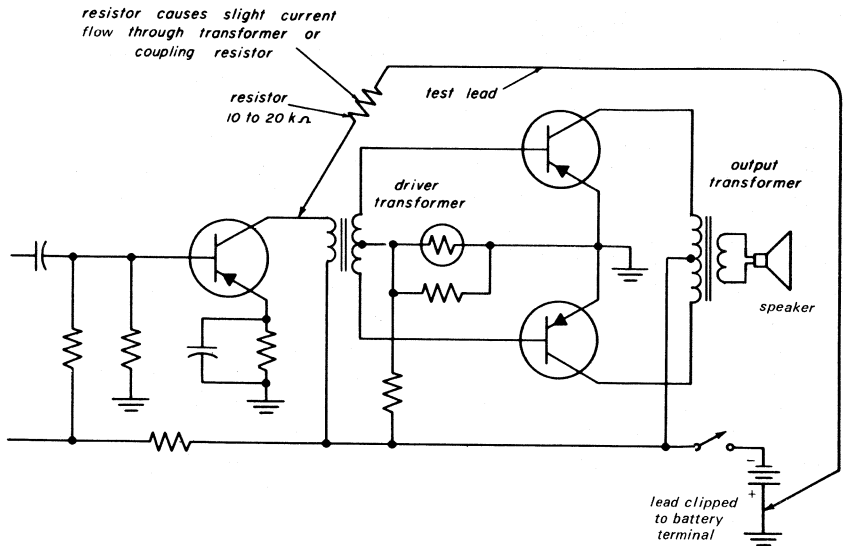 resistor causes slight current
flow through transformer or
coupling resistor
resistor
10 to 20 kΩ
test lead
driver
transformer
output
transformer
speaker
-
+
lead clipped
to battery
terminal